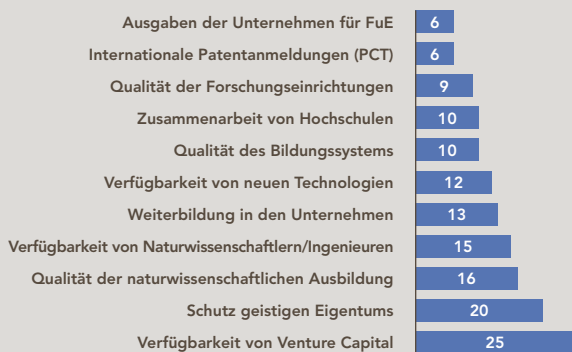 Ausgaben der Unternehmen für FuE 6
Internationale Patentanmeldungen (PCT) 6
Qualität der Forschungseinrichtungen 9
Zusammenarbeit von Hochschulen 10
Qualität des Bildungssystems 10
Verfügbarkeit von neuen Technologien 12
Weiterbildung in den Unternehmen 13
Verfügbarkeit von Naturwissenschaftlern/Ingenieuren 15
Qualität der naturwissenschaftlichen Ausbildung 16
Schutz geistigen Eigentums 20
Verfügbarkeit von Venture Capital 25